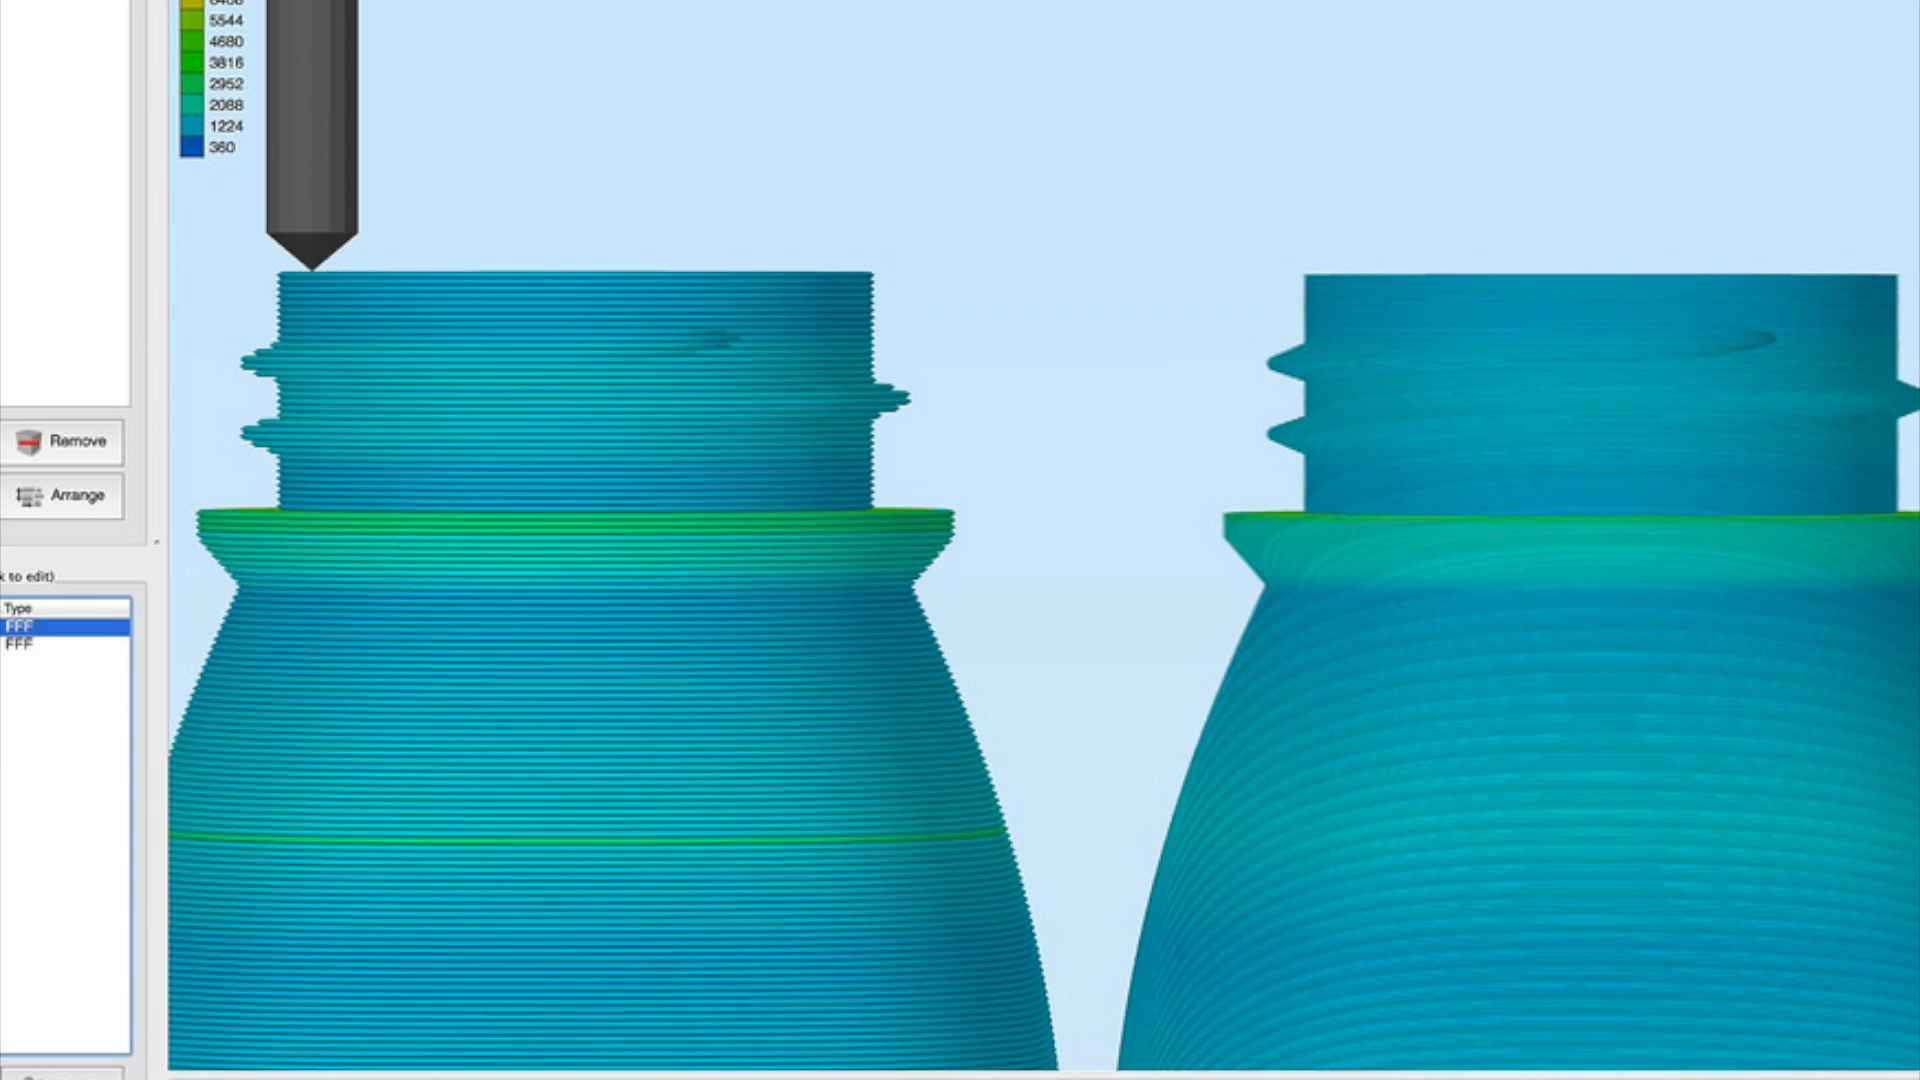 5544
4680
3816
2952
2088
1224
360
Remove
Arrange
k to edit)
Type
FFF
FFF